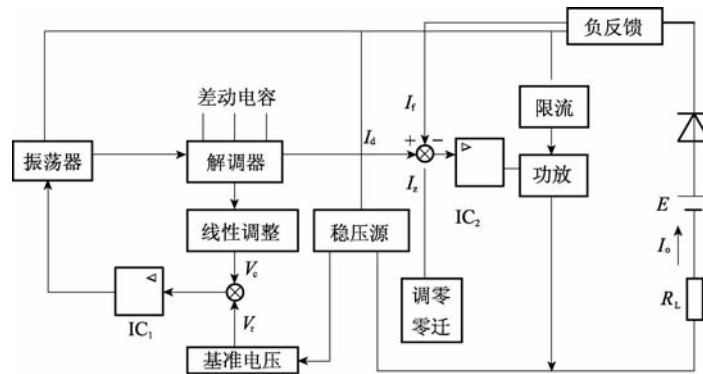 负反馈
差动电容
I_f
限流
振荡器
解调器
I_d
+
−
I_z
IC₂
功放
E
线性调整
稳压源
I_o
V_c
IC₁
V_r
调零
零迁
R_L
基准电压